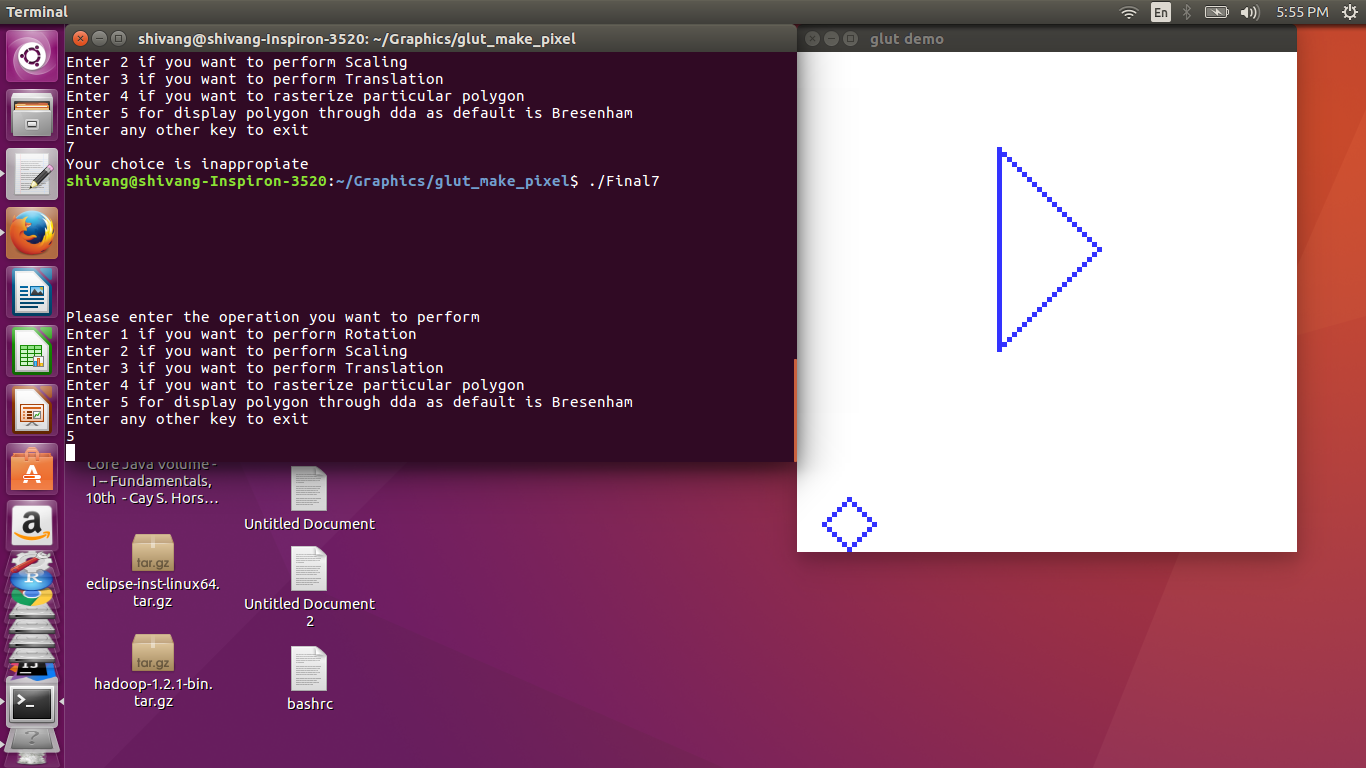 Terminal
En
5:55 PM
shivang@shivang-Inspiron-3520: ~/Graphics/glut_make_pixel
Enter 2 if you want to perform Scaling
Enter 3 if you want to perform Translation
Enter 4 if you want to rasterize particular polygon
Enter 5 for display polygon through dda as default is Bresenham
Enter any other key to exit
7
Your choice is inappropiate
shivang@shivang-Inspiron-3520:~/Graphics/glut_make_pixel$ ./Final7
Please enter the operation you want to perform
Enter 1 if you want to perform Rotation
Enter 2 if you want to perform Scaling
Enter 3 if you want to perform Translation
Enter 4 if you want to rasterize particular polygon
Enter 5 for display polygon through dda as default is Bresenham
Enter any other key to exit
5
glut demo
Core Java Volume -
I – Fundamentals,
10th - Cay S. Hors...
Untitled Document
tar.gz
eclipse-inst-linux64.
tar.gz
Untitled Document
2
tar.gz
hadoop-1.2.1-bin.
tar.gz
bashrc